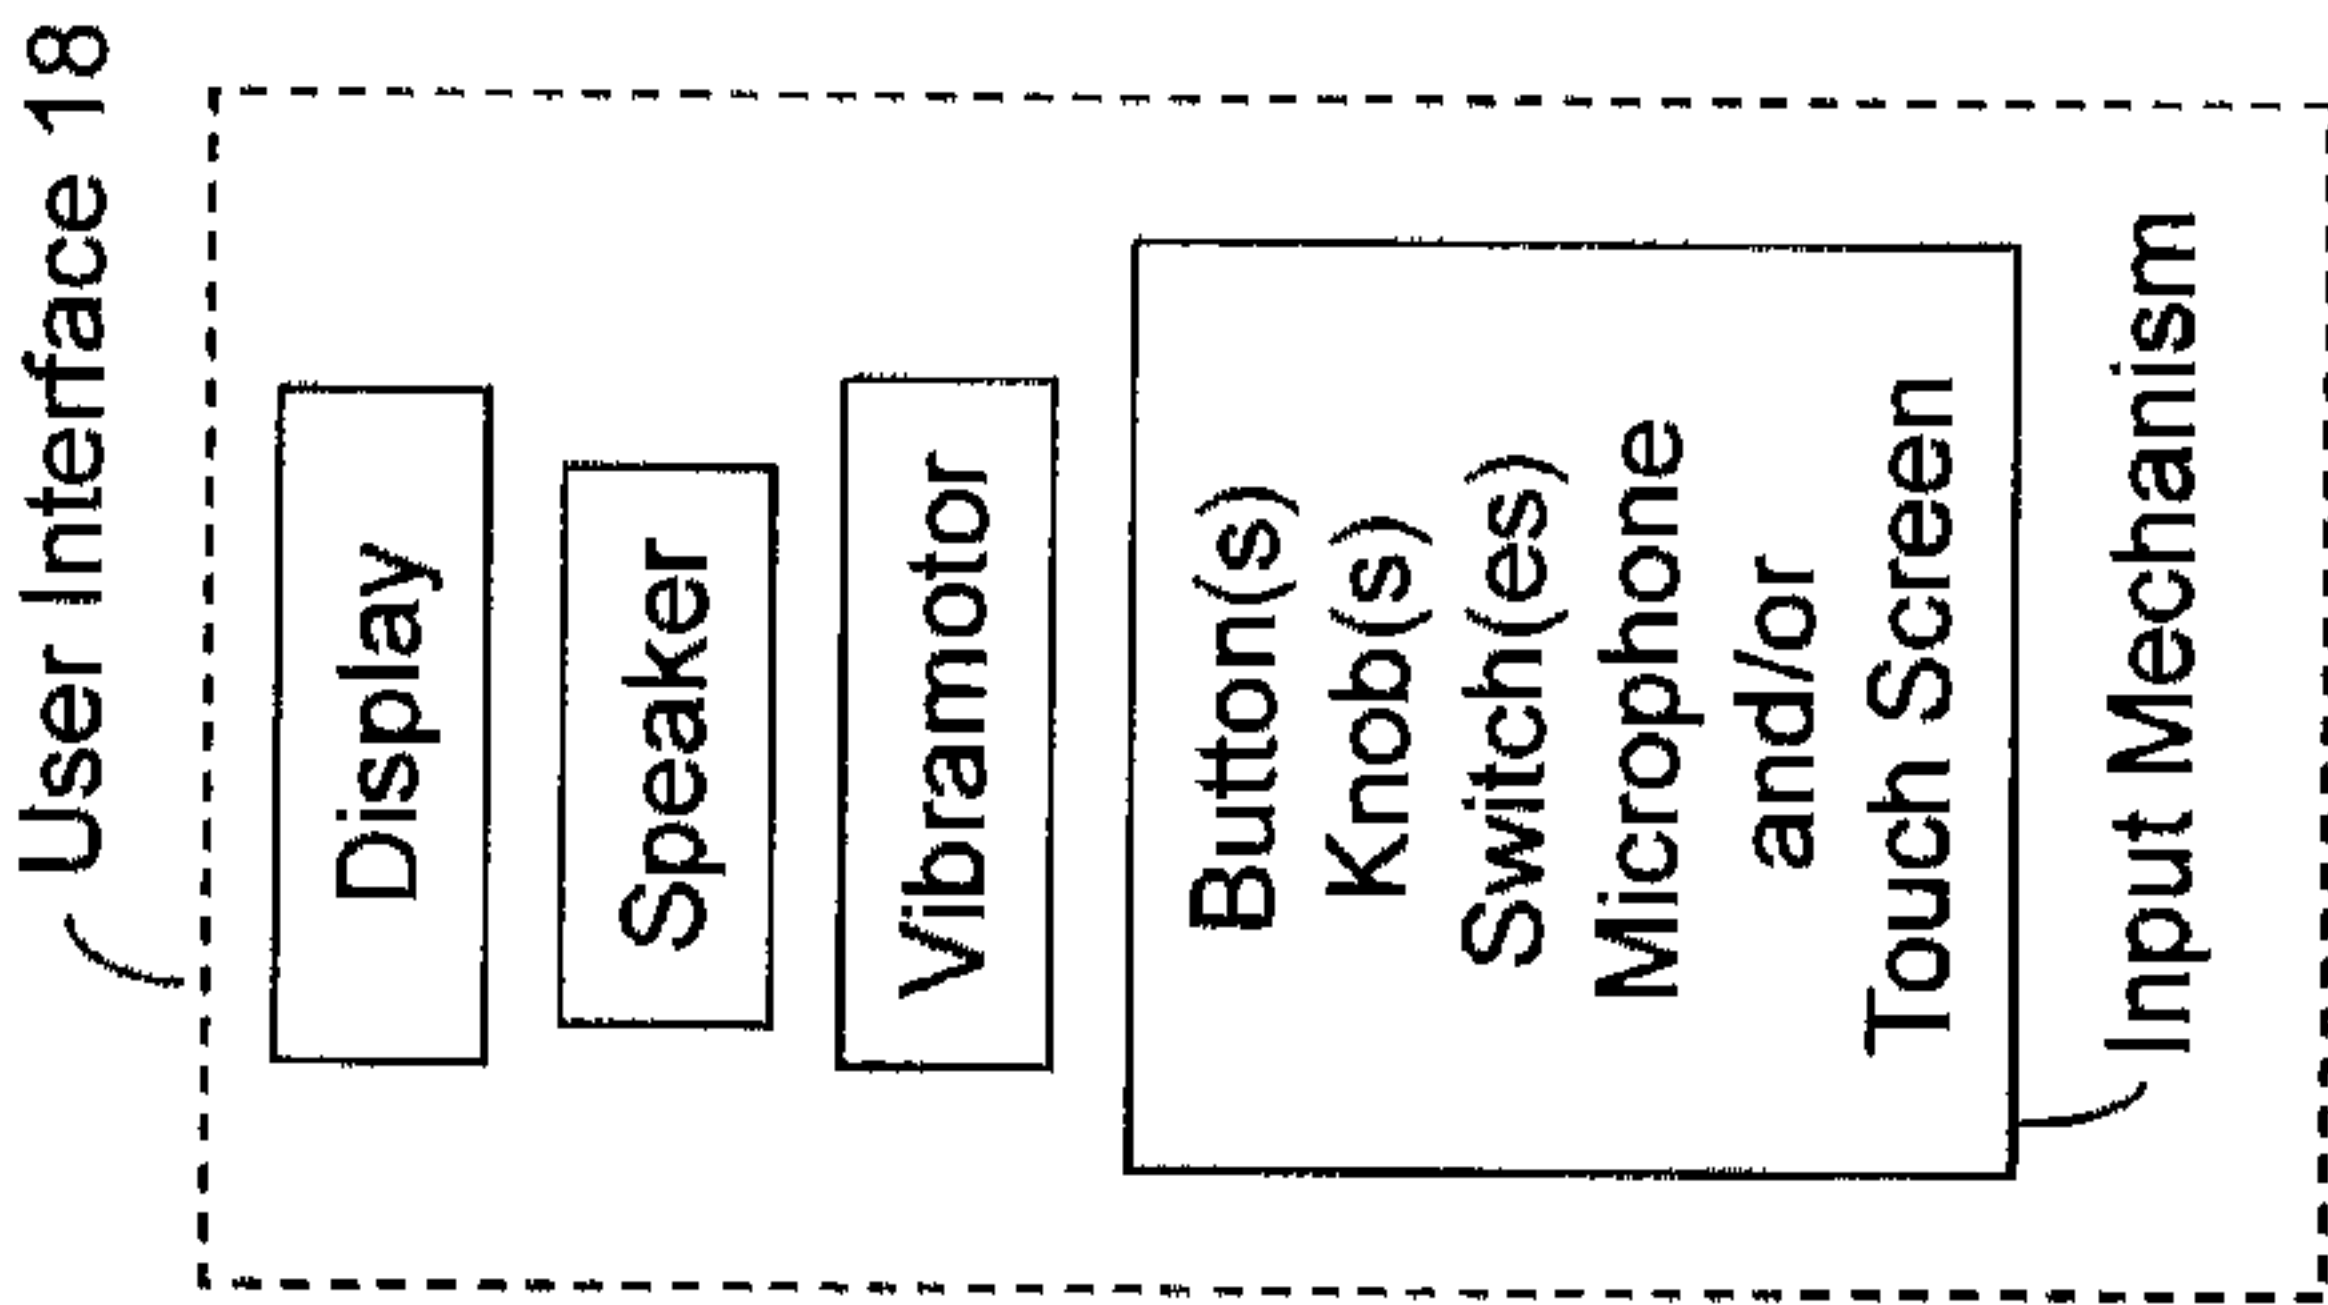 User Interface 18
Display
Speaker
Vibramotor
Button(s)
Knob(s)
Switch(es)
Microphone
and/or
Touch Screen
Input Mechanism